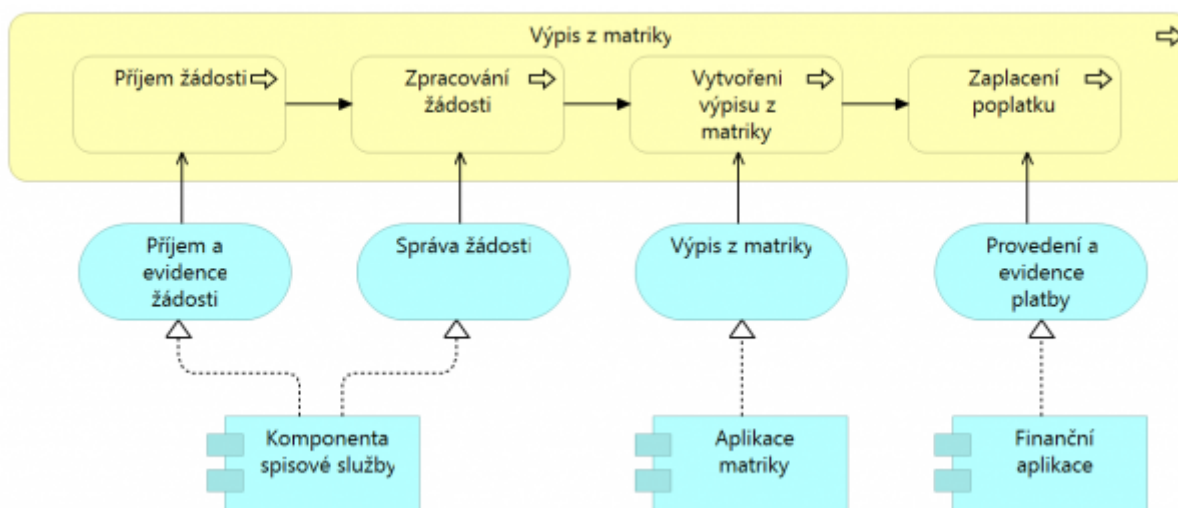 Výpis z matriky
Příjem žádosti
Zpracování
žádosti
Vytvoření
výpisu z
matriky
Zaplacení
poplatku
Příjem a
evidence
žádosti
Správa žádosti
Výpis z matriky
Provedení a
evidence
platby
Komponenta
spisové služby
Aplikace
matriky
Finanční
aplikace